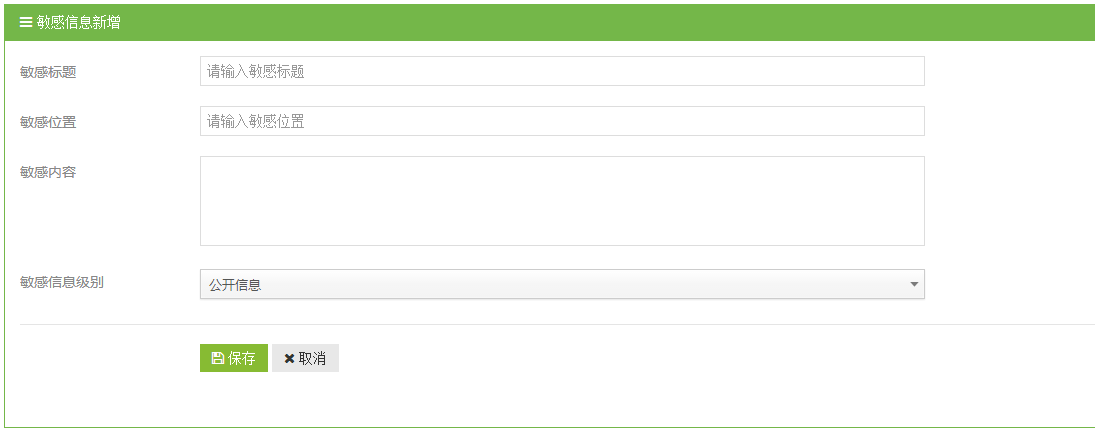 敏感信息新增
敏感标题 请输入敏感标题
敏感位置 请输入敏感位置
敏感内容
敏感信息级别 公开信息
保存 取消